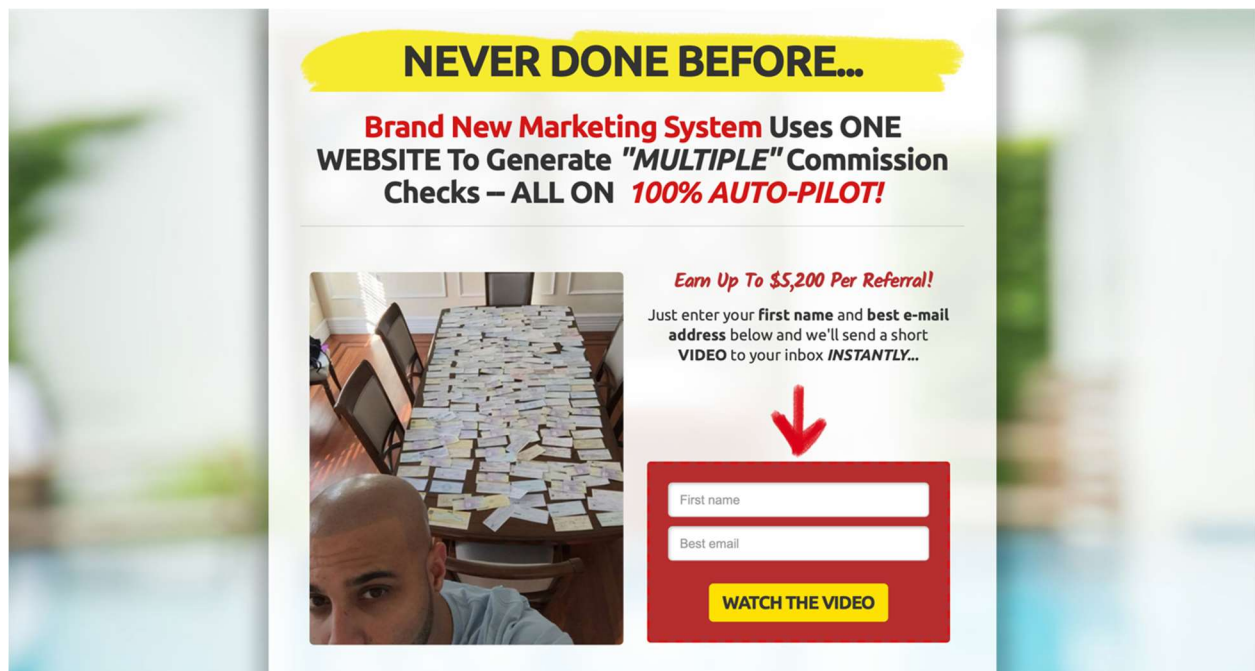 NEVER DONE BEFORE...
Brand New Marketing System Uses ONE
WEBSITE To Generate "MULTIPLE" Commission
Checks – ALL ON 100% AUTO-PILOT!
Earn Up To $5,200 Per Referral!
Just enter your first name and best e-mail
address below and we'll send a short
VIDEO to your inbox INSTANTLY...
First name
Best email
WATCH THE VIDEO